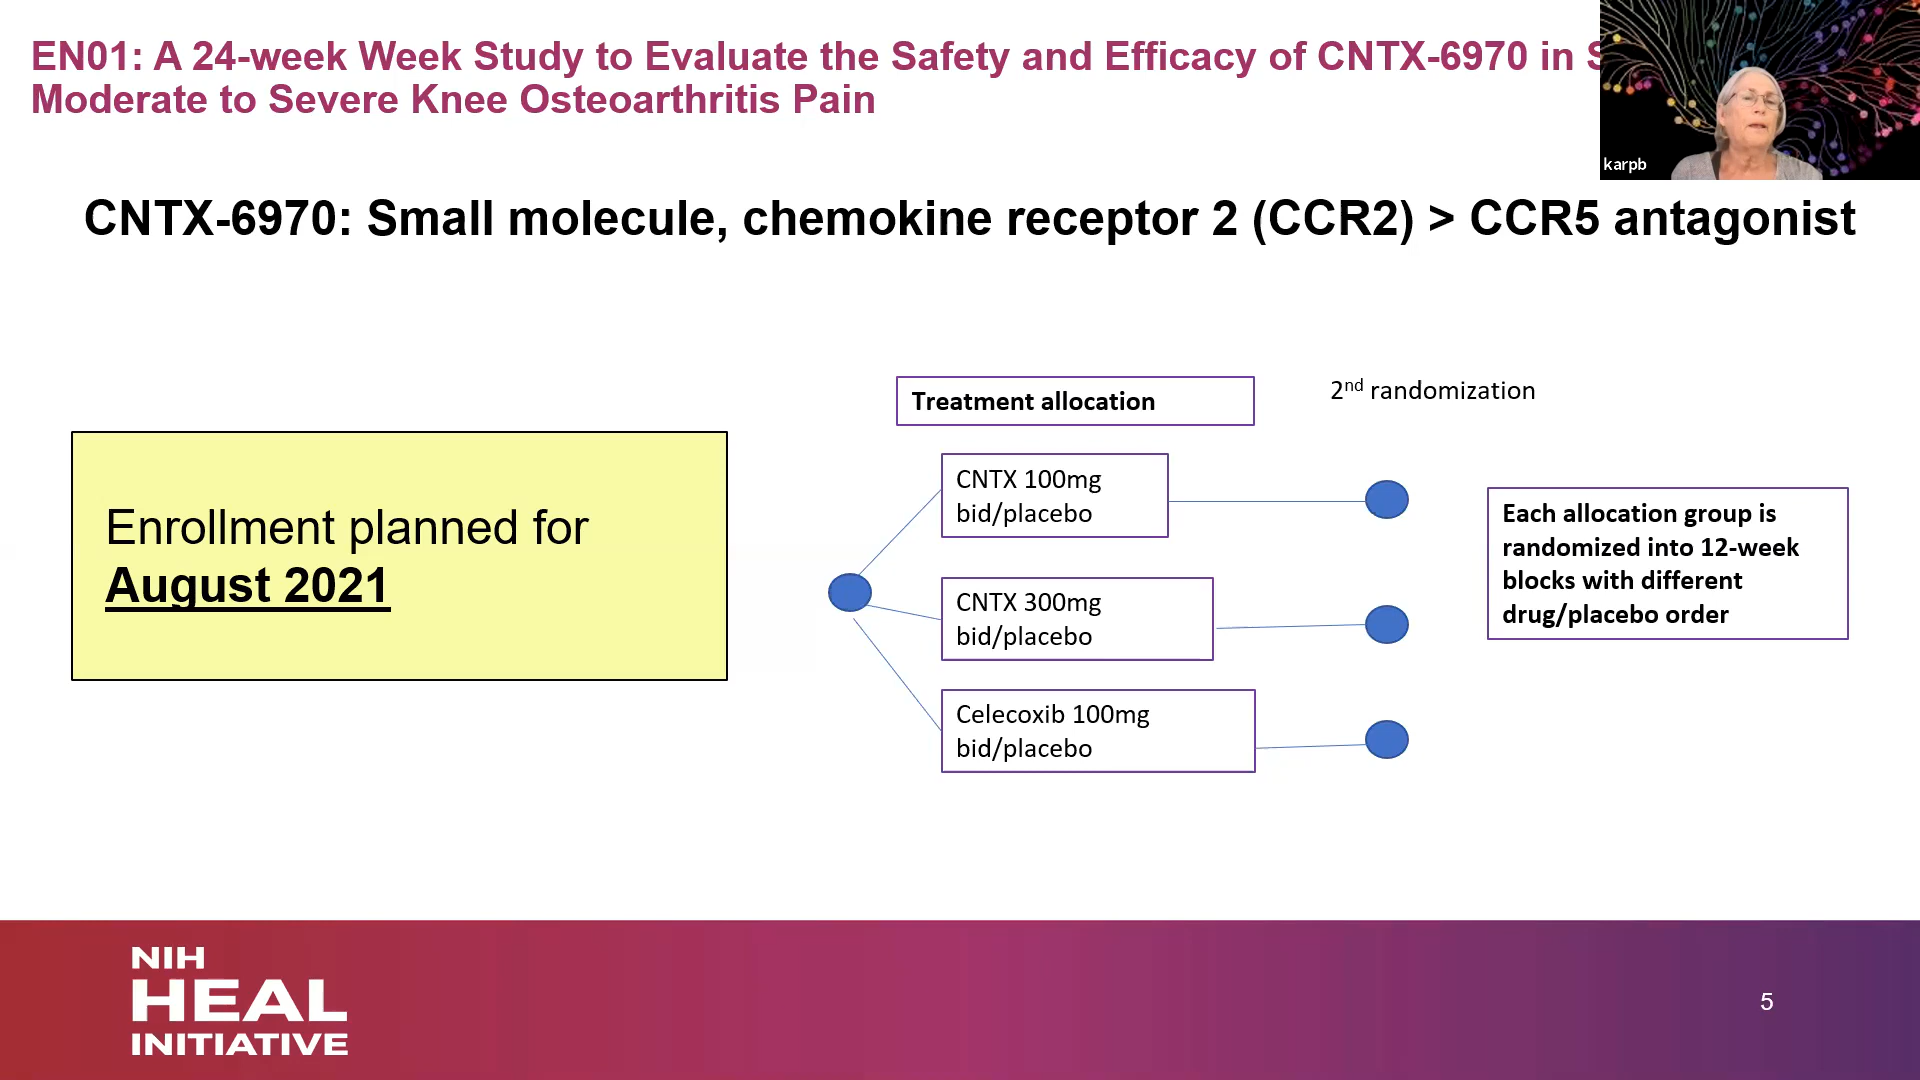 EN01: A 24-week Week Study to Evaluate the Safety and Efficacy of CNTX-6970 in
Moderate to Severe Knee Osteoarthritis Pain
karpb
CNTX-6970: Small molecule, chemokine receptor 2 (CCR2) > CCR5 antagonist
Treatment allocation
2nd randomization
Enrollment planned for
August 2021
CNTX 100mg
bid/placebo
CNTX 300mg
bid/placebo
Celecoxib 100mg
bid/placebo
Each allocation group is
randomized into 12-week
blocks with different
drug/placebo order
NIH
HEAL
INITIATIVE
5